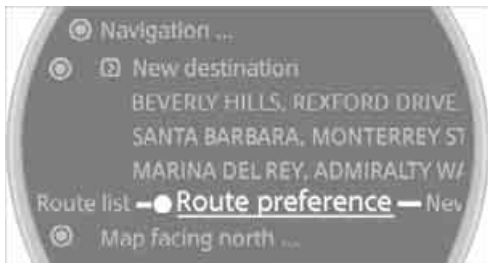 Navigation ...
New destination
BEVERLY HILLS, REXFORD DRIVE
SANTA BARBARA, MONTERREY ST
MARINA DEL REY, ADMIRALTY WA
Route list Route preference New
Map facing north ...